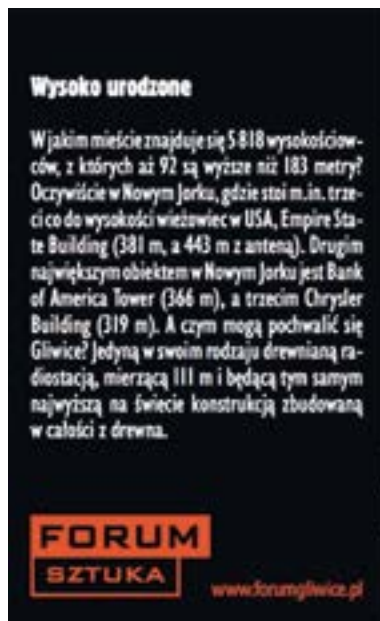 Wysoko urodzone
W jakim mieście znajduje się 5 818 wysokościow-
ców, z których aż 92 są wyższe niż 183 metry?
Oczywiście w Nowym Jorku, gdzie stoi m.in. trze-
ci co do wysokości wieżowiec w USA, Empire Sta-
te Building (381 m, a 443 m z anteną). Drugim
największym obiektem w Nowym Jorku jest Bank
of America Tower (366 m), a trzecim Chrysler
Building (319 m). A czym mogą pochwalić się
Gliwice? Jedyną w swoim rodzaju drewnianą ra-
diostacją, mierzącą 111 m i będącą tym samym
najwyższą na świecie konstrukcją zbudowaną
w całości z drewna.
FORUM
SZTUKA
www.forumgliwice.pl